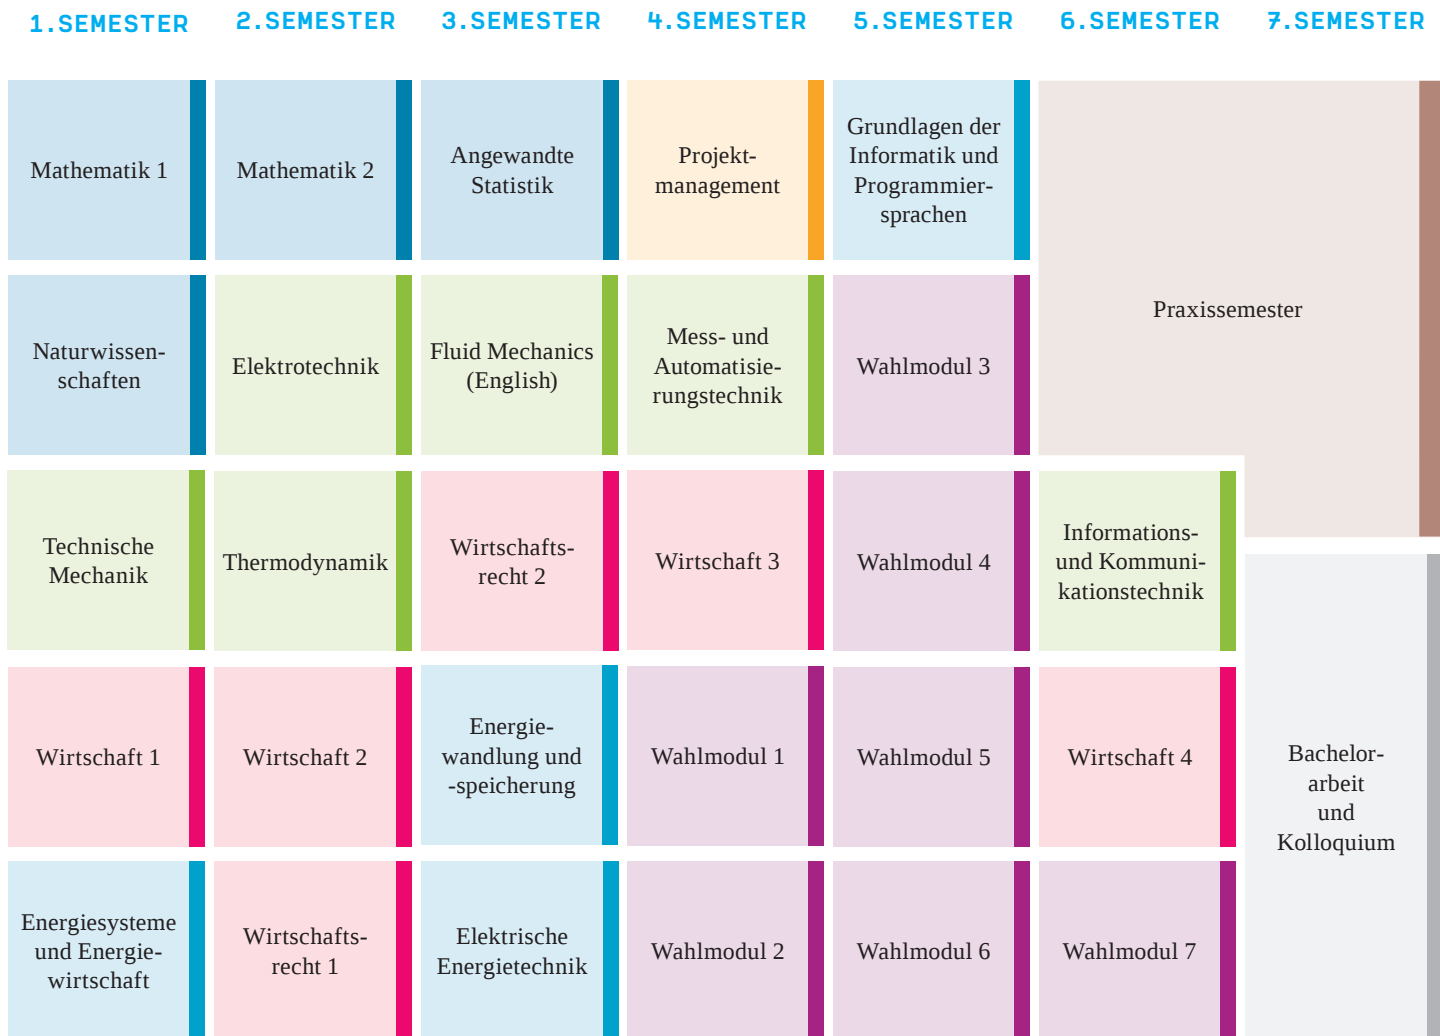 1.SEMESTER
2.SEMESTER
3.SEMESTER
4.SEMESTER
5.SEMESTER
6.SEMESTER
7.SEMESTER
Mathematik 1
Mathematik 2
Angewandte
Statistik
Projekt-
management
Grundlagen der
Informatik und
Programmier-
sprachen
Praxissemester
Naturwissen-
schaften
Elektrotechnik
Fluid Mechanics
(English)
Mess- und
Automatisie-
rungstechnik
Wahlmodul 3
Technische
Mechanik
Thermodynamik
Wirtschafts-
recht 2
Wirtschaft 3
Wahlmodul 4
Informations-
und Kommuni-
kationstechnik
Wirtschaft 1
Wirtschaft 2
Energie-
wandlung und
-speicherung
Wahlmodul 1
Wahlmodul 5
Wirtschaft 4
Bachelor-
arbeit
und
Kolloquium
Energiesysteme
und Energie-
wirtschaft
Wirtschafts-
recht 1
Elektrische
Energietechnik
Wahlmodul 2
Wahlmodul 6
Wahlmodul 7